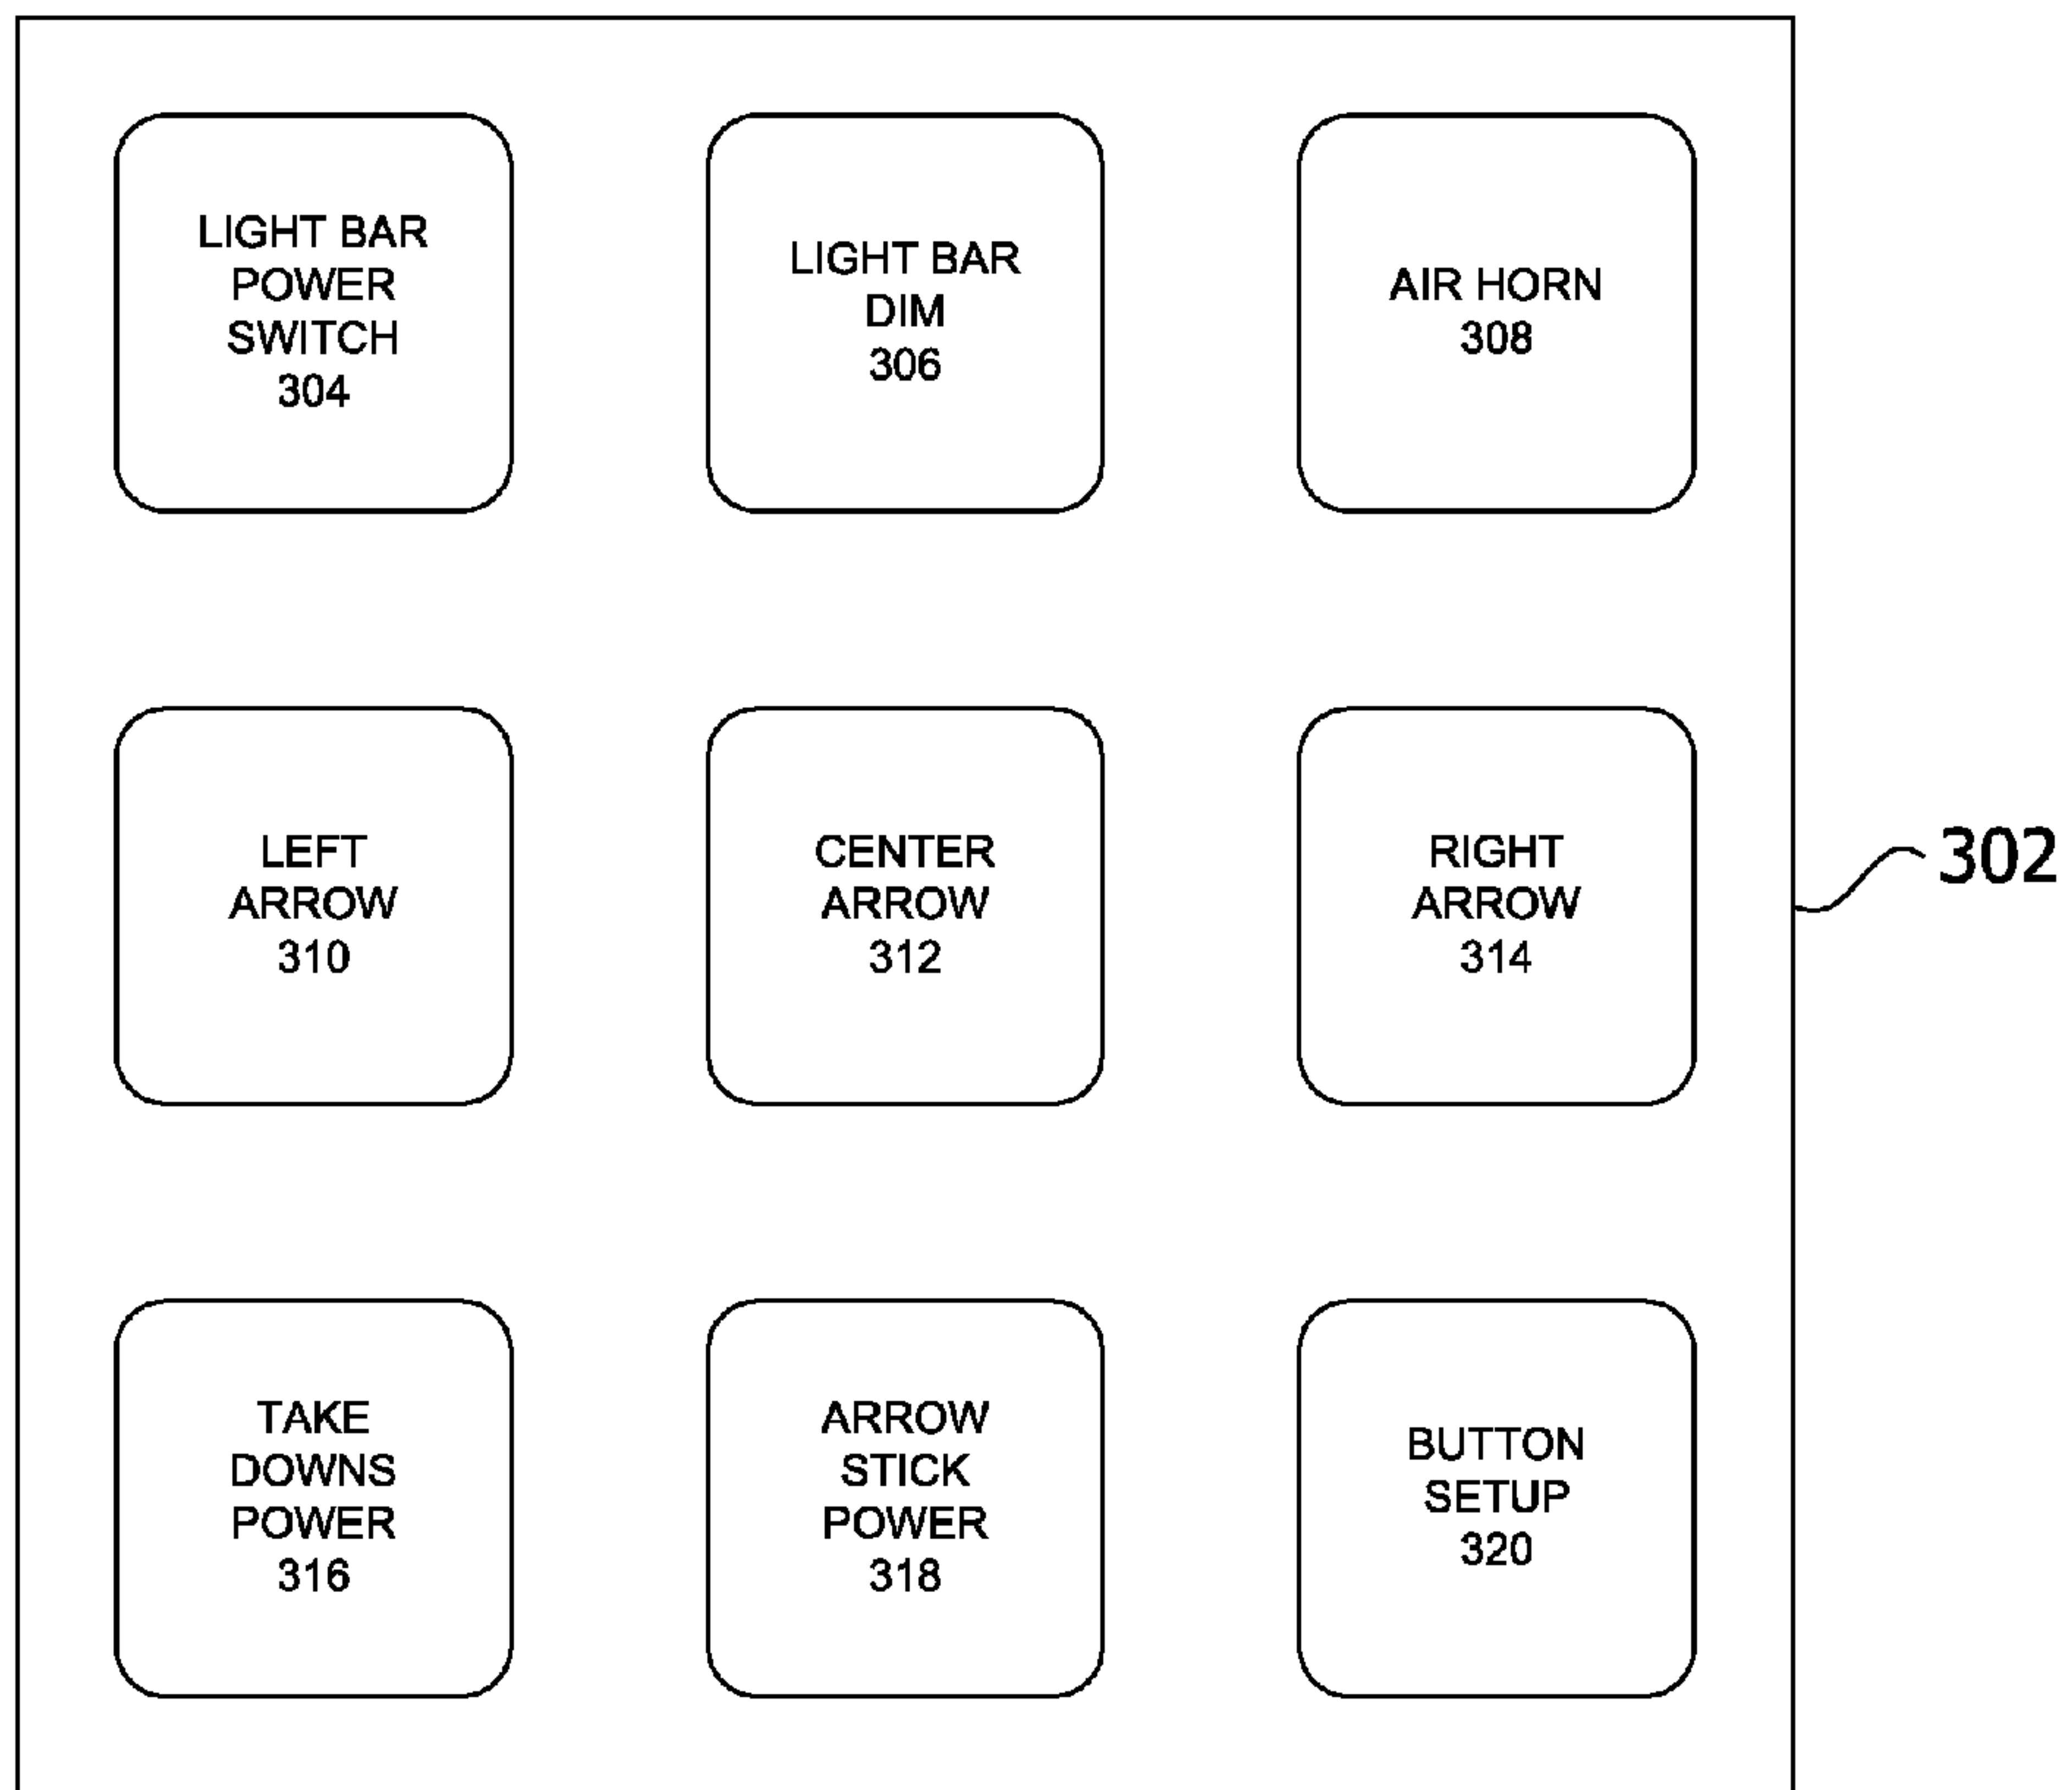 LIGHT BAR
POWER
SWITCH
304
LIGHT BAR
DIM
306
AIR HORN
308
LEFT
ARROW
310
CENTER
ARROW
312
RIGHT
ARROW
314
302
TAKE
DOWNS
POWER
316
ARROW
STICK
POWER
318
BUTTON
SETUP
320